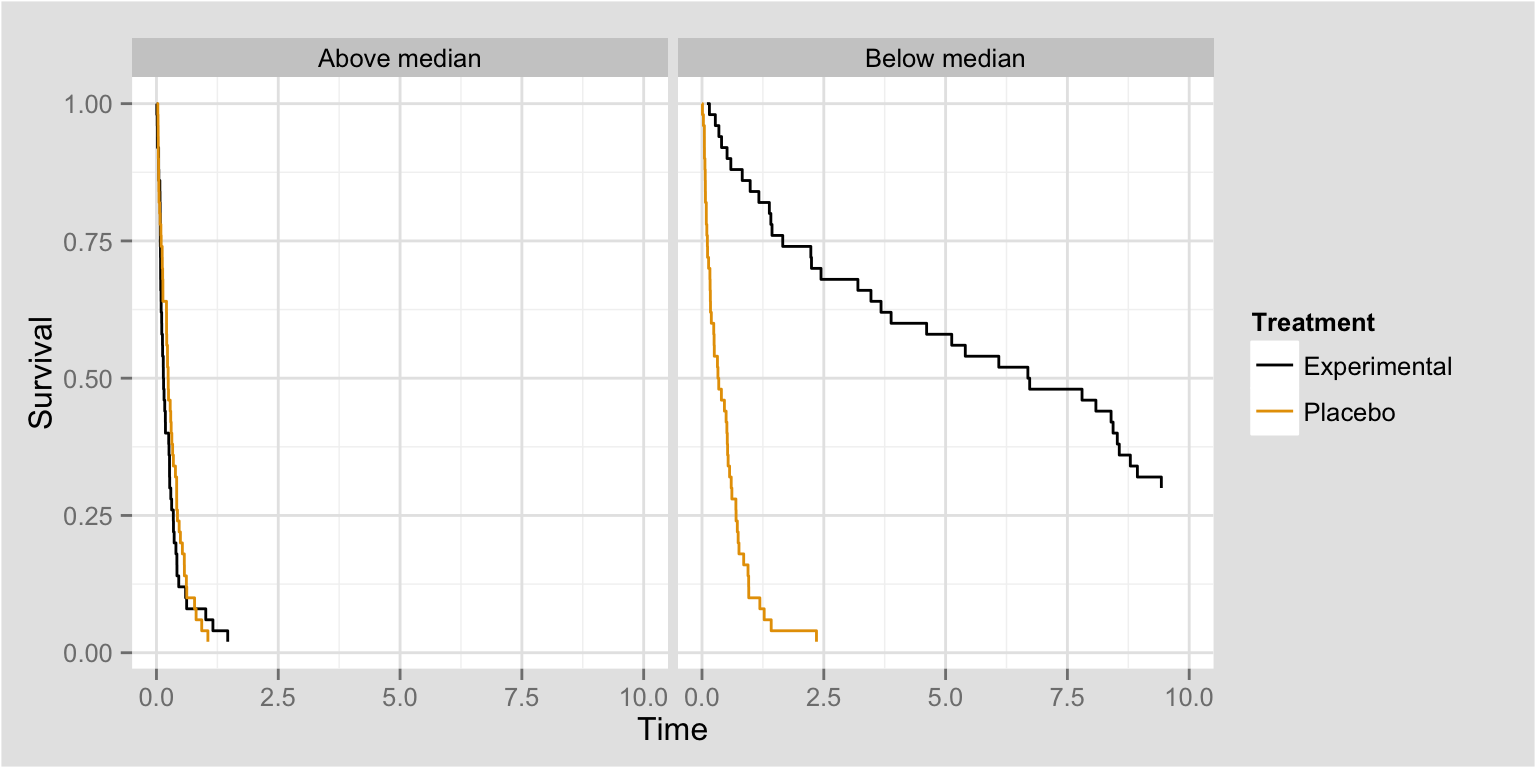 Above median
Below median
Survival
1.00
0.75
0.50
0.25
0.00
0.0 2.5 5.0 7.5 10.0
0.0 2.5 5.0 7.5 10.0
Time
Treatment
Experimental
Placebo